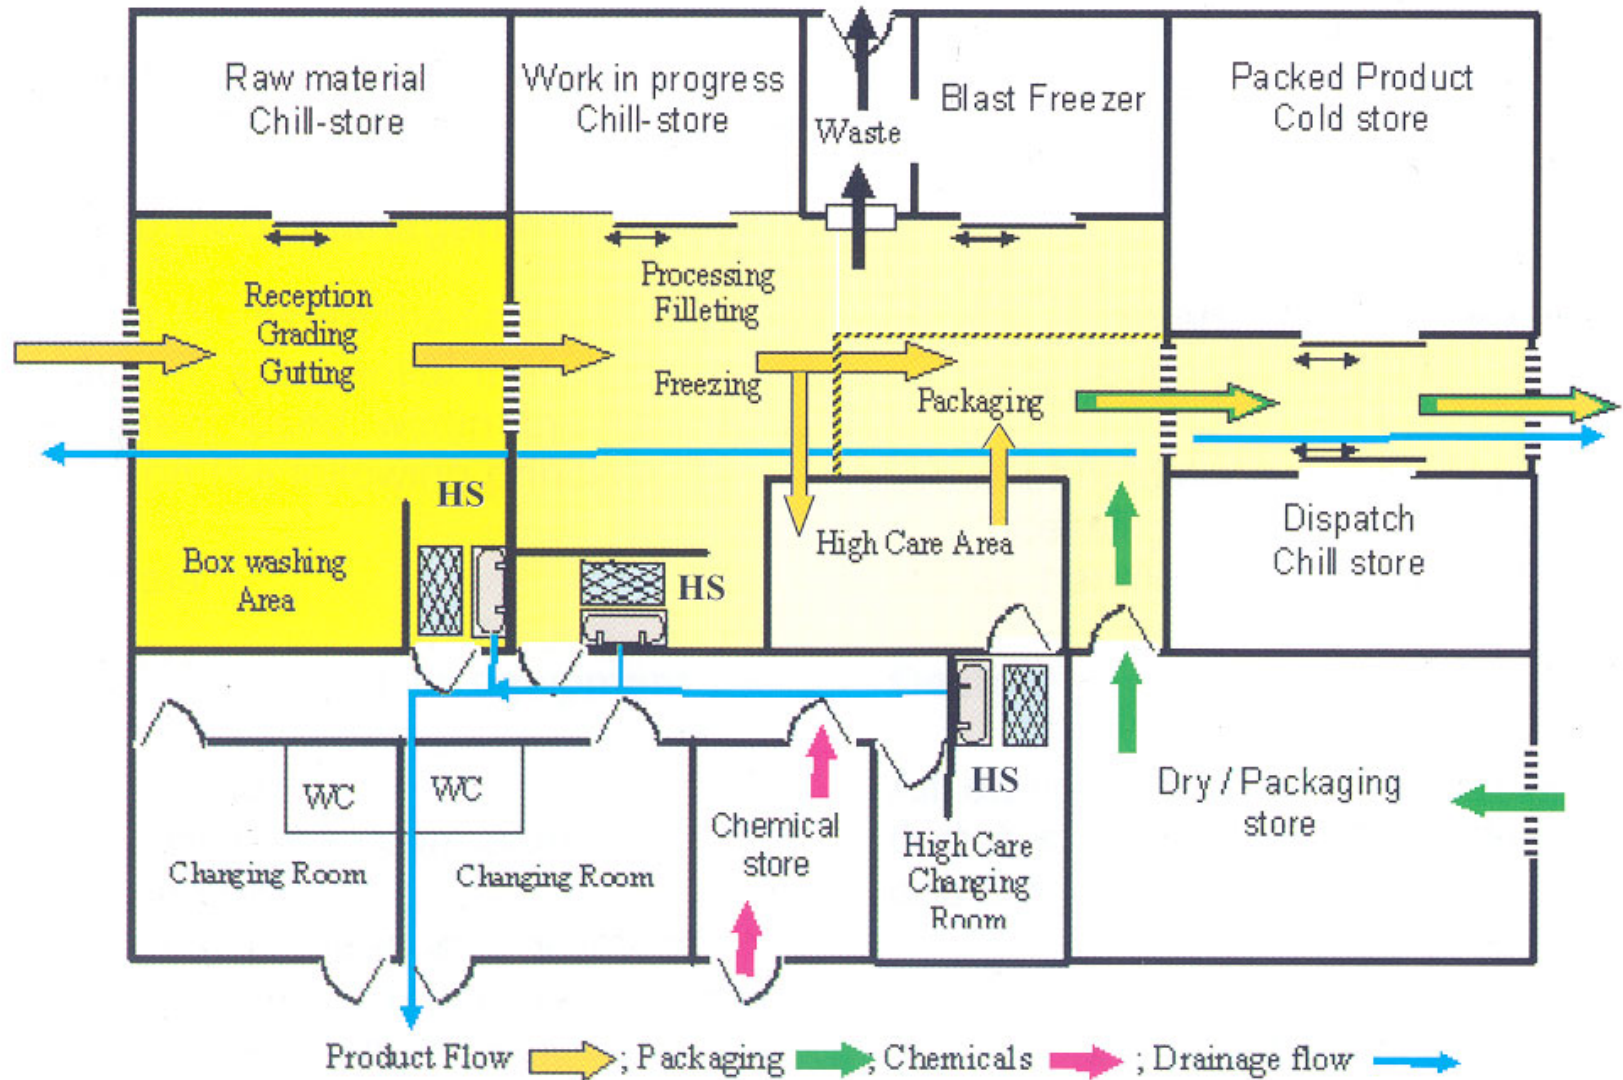 Raw material
Chill-store
Work in progress
Chill-store
Waste
Blast Freezer
Packed Product
Cold store
Reception
Grading
Gutting
Processing
Filleting
Freezing
Packaging
HS
Box washing
Area
HS
High Care Area
Dispatch
Chill store
WC
WC
Changing Room
Changing Room
Chemical
store
HS
High Care
Changing
Room
Dry / Packaging
store
Product Flow ; Packaging ; Chemicals ; Drainage flow